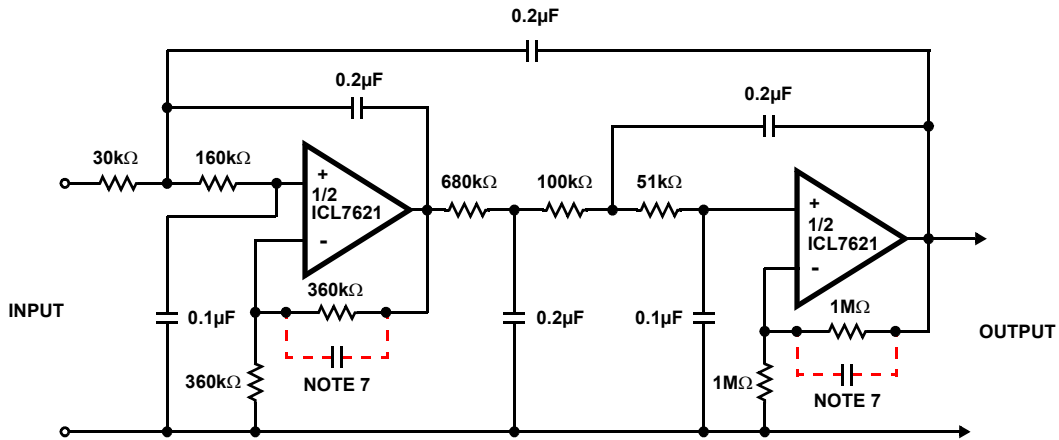 0.2µF
0.2µF
0.2µF
30kΩ
160kΩ
680kΩ
100kΩ
51kΩ
+
1/2
ICL7621
-
+
1/2
ICL7621
-
INPUT
0.1µF
360kΩ
0.2µF
0.1µF
1MΩ
OUTPUT
360kΩ
NOTE 7
1MΩ
NOTE 7